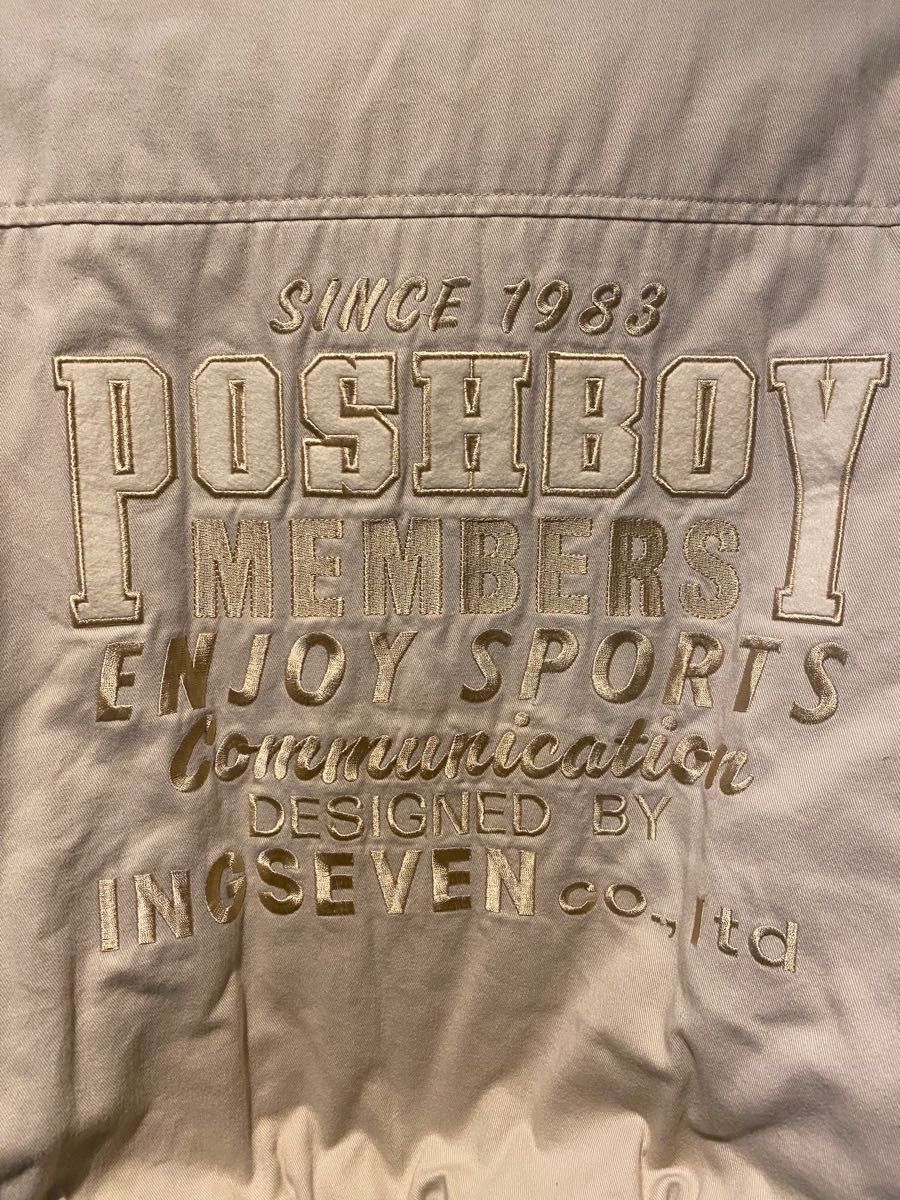 SINCE 1983
POSHBOY
MEMBERS
ENJOY SPORTS
Communication
DESIGNED BY
INGSEVEN co.,ltd